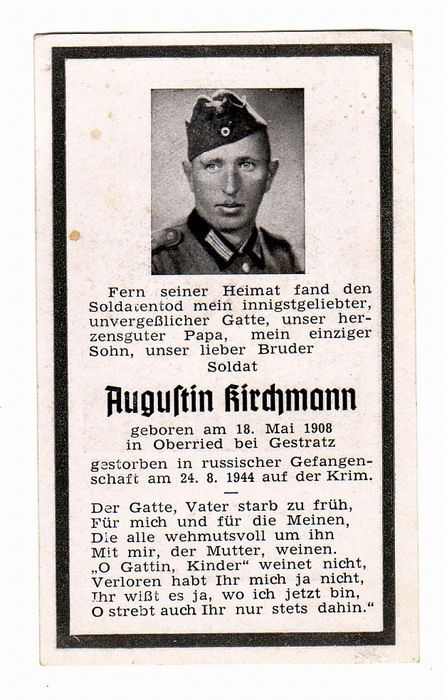 Fern seiner Heimat fand den
Soldatentod mein innigstgeliebter,
unvergeßlicher Gatte, unser her-
zensguter Papa, mein einziger
Sohn, unser lieber Bruder
Soldat
Auguſtin Kirchmann
geboren am 18. Mai 1908
in Oberried bei Gestratz
gestorben in russischer Gefangen-
schaft am 24. 8. 1944 auf der Krim.
Der Gatte, Vater starb zu früh,
Für mich und für die Meinen,
Die alle wehmutsvoll um ihn
Mit mir, der Mutter, weinen.
„O Gattin, Kinder“ weinet nicht,
Verloren habt Ihr mich ja nicht,
Ihr wißt es ja, wo ich jetzt bin,
O strebt auch Ihr nur stets dahin.“